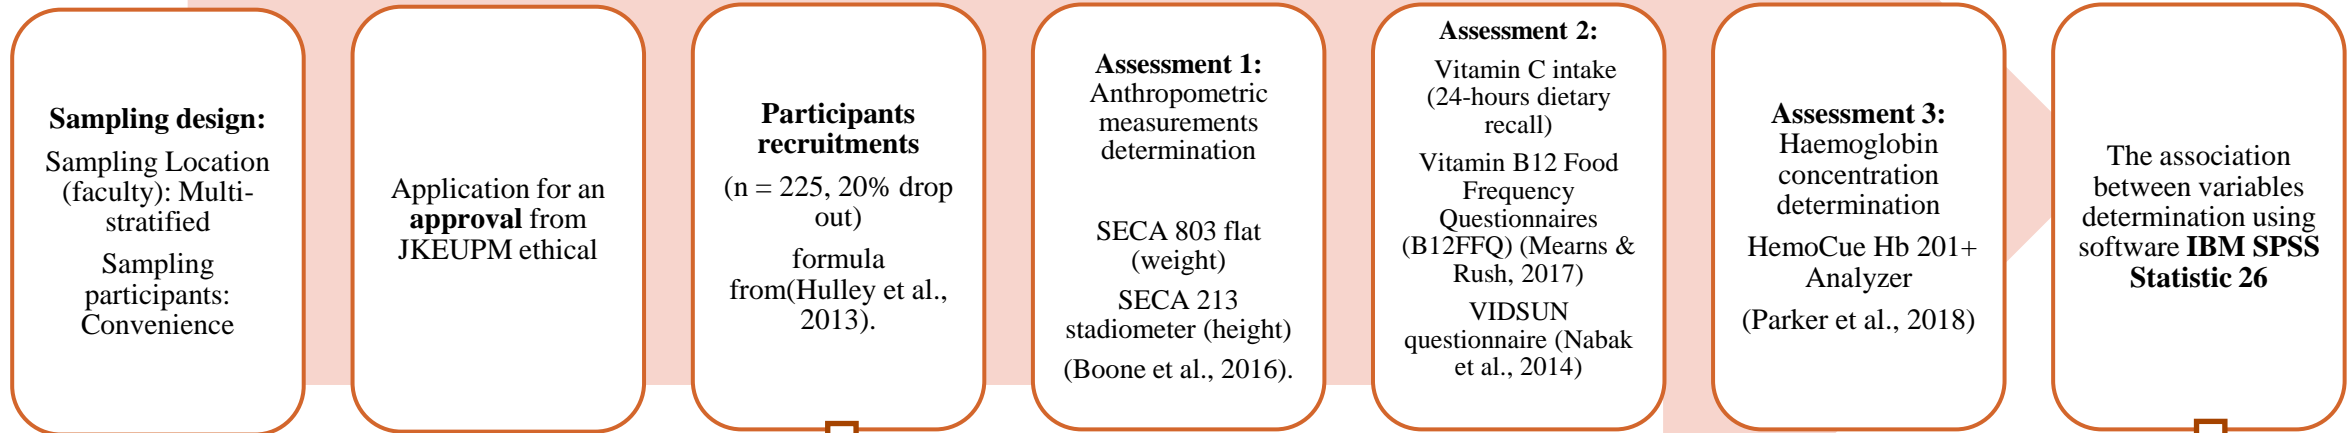 Sampling design:
Sampling Location
(faculty): Multi-
stratified
Sampling
participants:
Convenience
Application for an
approval from
JKEUPM ethical
Participants
recruitments
(n = 225, 20% drop
out)
formula
from(Hulley et al.,
2013).
Assessment 1:
Anthropometric
measurements
determination
SECA 803 flat
(weight)
SECA 213
stadiometer (height)
(Boone et al., 2016).
Assessment 2:
Vitamin C intake
(24-hours dietary
recall)
Vitamin B12 Food
Frequency
Questionnaires
(B12FFQ) (Mearns &
Rush, 2017)
VIDSUN
questionnaire (Nabak
et al., 2014)
Assessment 3:
Haemoglobin
concentration
determination
HemoCue Hb 201+
Analyzer
(Parker et al., 2018)
The association
between variables
determination using
software IBM SPSS
Statistic 26